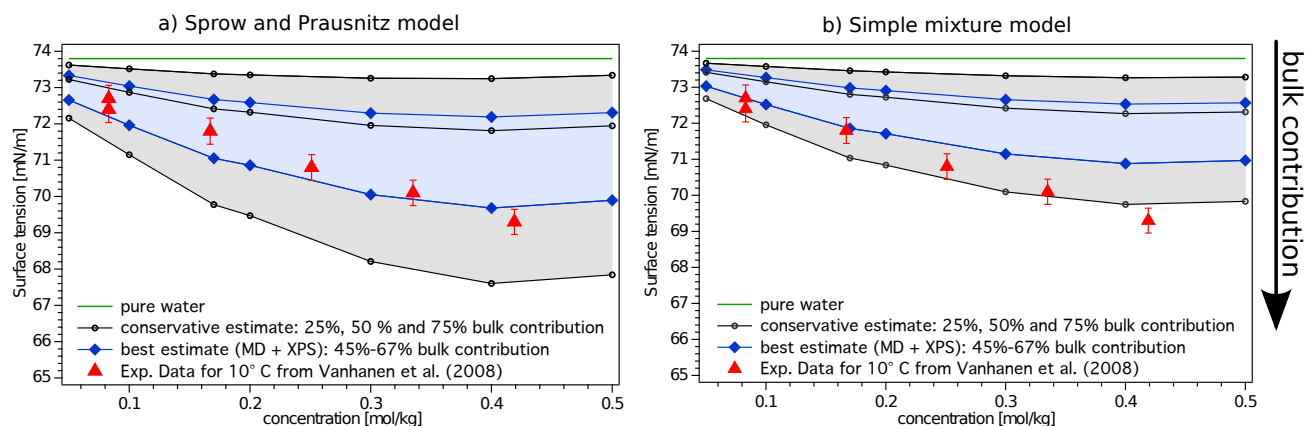 a) Sprow and Prausnitz model
74
73
72
71
70
69
68
67
66
65
Surface tension [mN/m]
pure water
conservative estimate: 25%, 50 % and 75% bulk contribution
best estimate (MD + XPS): 45%-67% bulk contribution
Exp. Data for 10° C from Vanhanen et al. (2008)
0.1 0.2 0.3 0.4 0.5
concentration [mol/kg]
b) Simple mixture model
74
73
72
71
70
69
68
67
66
65
Surface tension [mN/m]
pure water
conservative estimate: 25%, 50% and 75% bulk contribution
best estimate (MD + XPS): 45%-67% bulk contribution
Exp. Data for 10° C from Vanhanen et al. (2008)
0.1 0.2 0.3 0.4 0.5
concentration [mol/kg]
bulk contribution